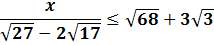 x/√(27 − 2√17) ≤ √68 + 3√3